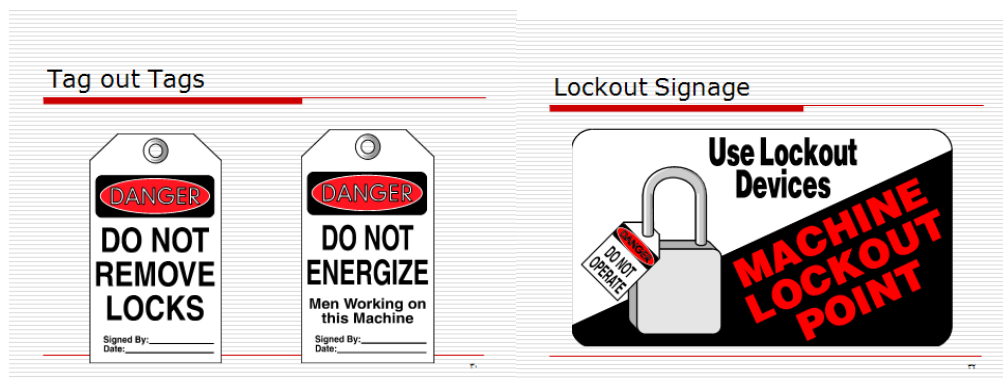 Tag out Tags
DANGER
DO NOT
REMOVE
LOCKS
Signed By:
Date:
DANGER
DO NOT
ENERGIZE
Men Working on
this Machine
Signed By:
Date:
٣٠
Lockout Signage
Use Lockout
Devices
DANGER
DO NOT
OPERATE
MACHINE
LOCKOUT
POINT